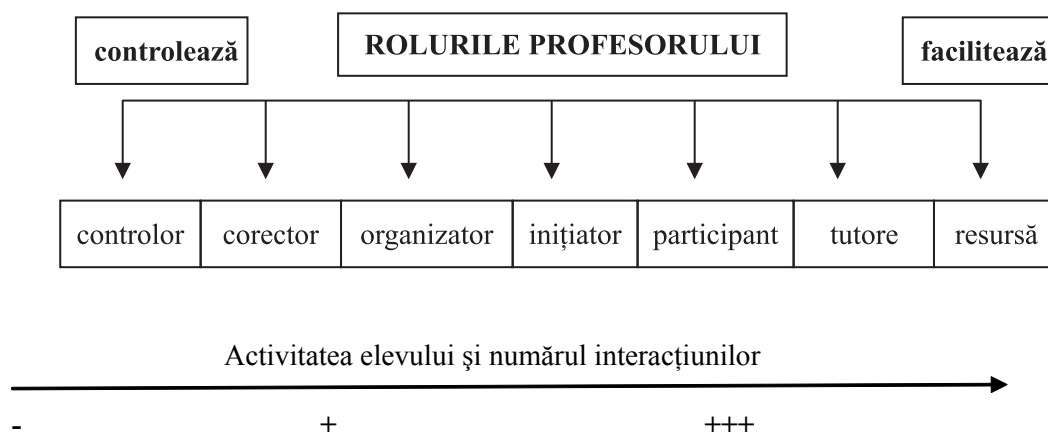 controlează
ROLURILE PROFESORULUI
facilitează
controlor corector organizator inițiator participant tutore resursă
Activitatea elevului şi numărul interacțiunilor
- + +++